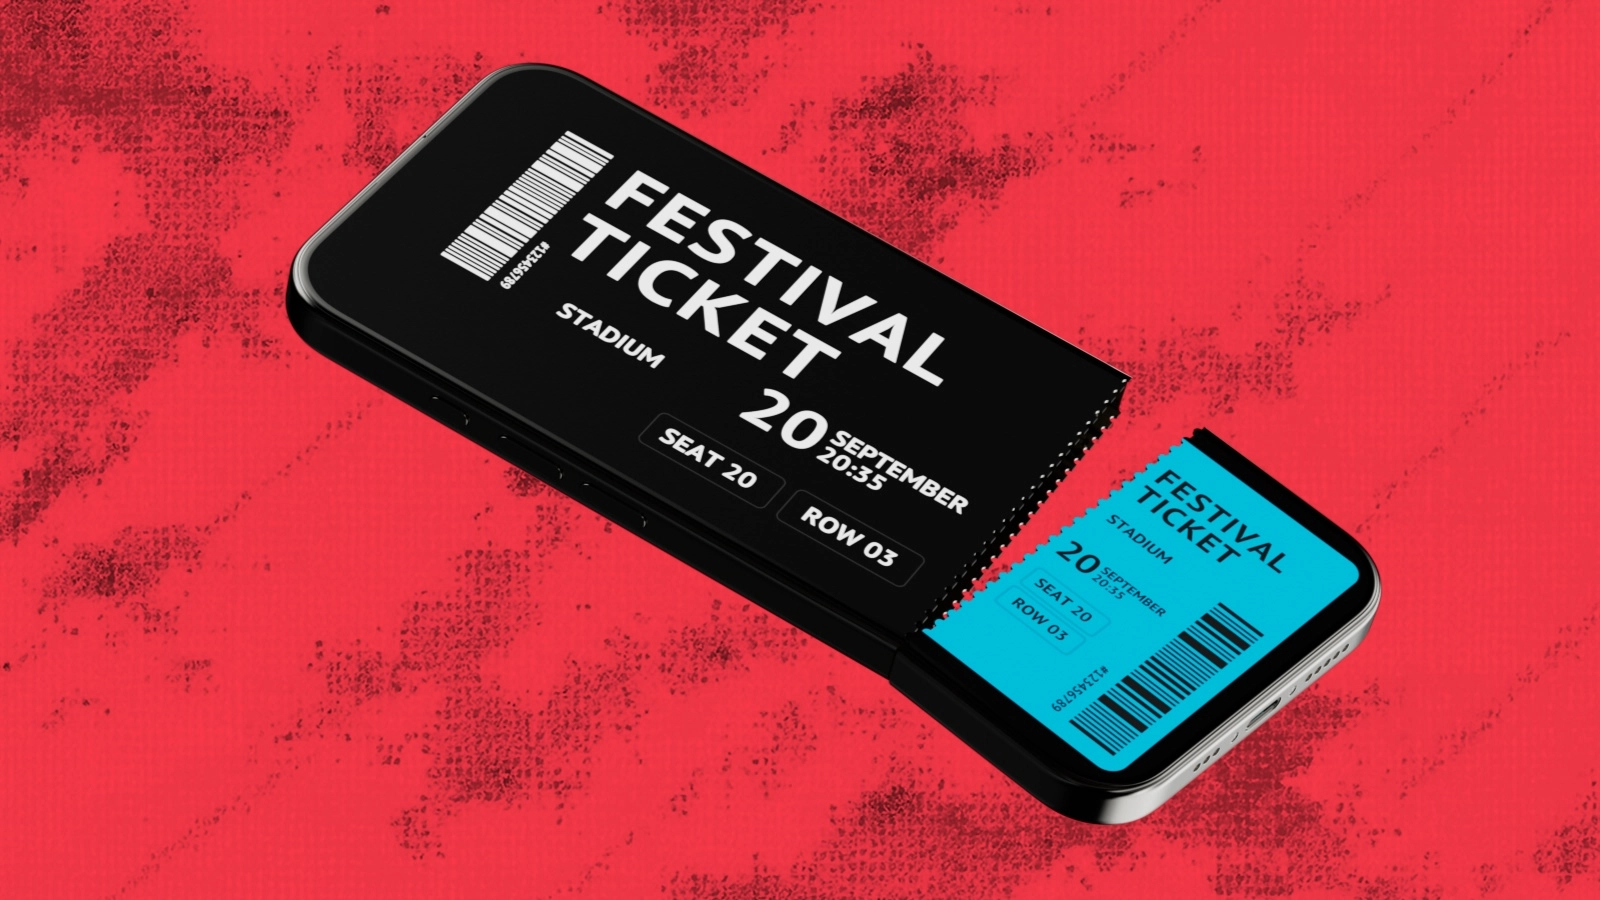 #123456789
FESTIVAL
TICKET
STADIUM
20 SEPTEMBER
20:35
SEAT 20
ROW 03
FESTIVAL
TICKET
STADIUM
20 SEPTEMBER
20:35
SEAT 20
ROW 03
#123456789